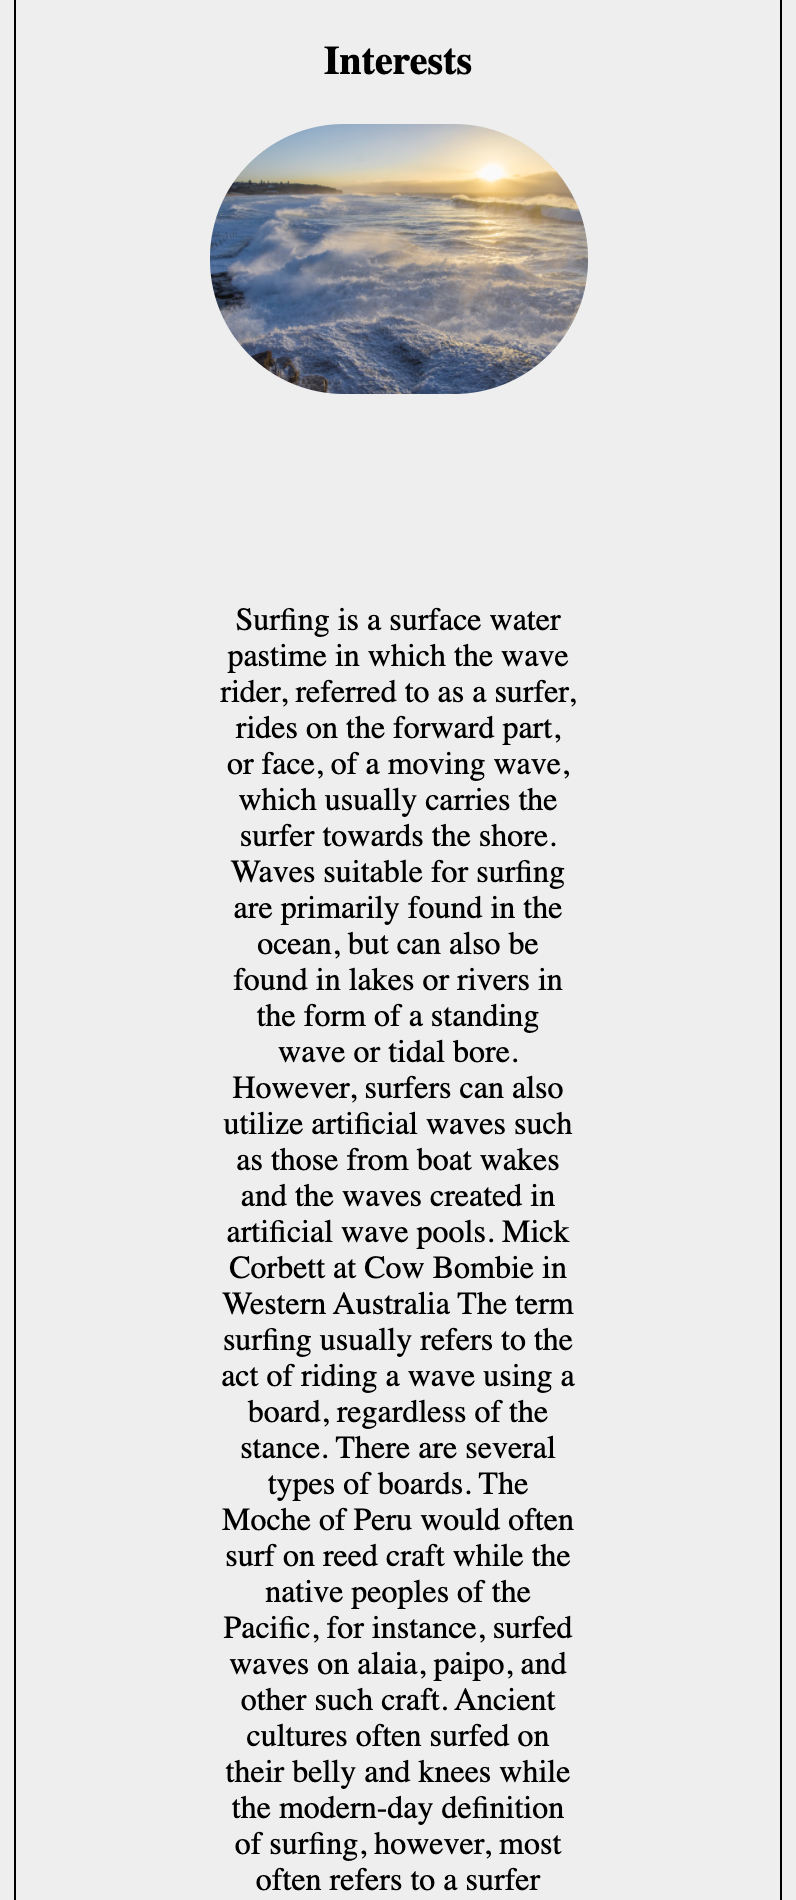 Interests
Surfing is a surface water
pastime in which the wave
rider, referred to as a surfer,
rides on the forward part,
or face, of a moving wave,
which usually carries the
surfer towards the shore.
Waves suitable for surfing
are primarily found in the
ocean, but can also be
found in lakes or rivers in
the form of a standing
wave or tidal bore.
However, surfers can also
utilize artificial waves such
as those from boat wakes
and the waves created in
artificial wave pools. Mick
Corbett at Cow Bombie in
Western Australia The term
surfing usually refers to the
act of riding a wave using a
board, regardless of the
stance. There are several
types of boards. The
Moche of Peru would often
surf on reed craft while the
native peoples of the
Pacific, for instance, surfed
waves on alaia, paipo, and
other such craft. Ancient
cultures often surfed on
their belly and knees while
the modern-day definition
of surfing, however, most
often refers to a surfer